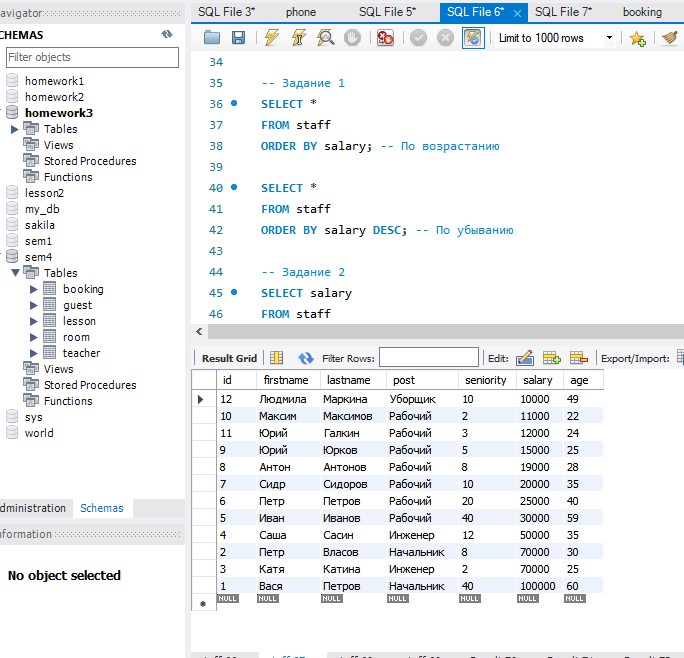 SQL File 3* phone SQL File 5* SQL File 6* SQL File 7* booking
avigator
CHEMAS
Filter objects
homework1
homework2
homework3
Tables
Views
Stored Procedures
Functions
lesson2
my_db
sakila
sem1
sem4
Tables
booking
guest
lesson
room
teacher
Views
Stored Procedures
Functions
sys
world
dministration Schemas
nformation
No object selected
Limit to 1000 rows
34
35 -- Задание 1
36 SELECT *
37 FROM staff
38 ORDER BY salary; -- По возрастанию
39
40 SELECT *
41 FROM staff
42 ORDER BY salary DESC; -- По убыванию
43
44 -- Задание 2
45 SELECT salary
46 FROM staff
Result Grid Filter Rows: Edit: Export/Import:
id firstname lastname post seniority salary age
12 Людмила Маркина Уборщик 10 10000 49
10 Максим Максимов Рабочий 2 11000 22
11 Юрий Галкин Рабочий 3 12000 24
9 Юрий Юрков Рабочий 5 15000 25
8 Антон Антонов Рабочий 8 19000 28
7 Сидр Сидоров Рабочий 10 20000 35
6 Петр Петров Рабочий 20 25000 40
5 Иван Иванов Рабочий 40 30000 59
4 Саша Сасин Инженер 12 50000 35
2 Петр Власов Начальник 8 70000 30
3 Катя Катина Инженер 2 70000 25
1 Вася Петров Начальник 40 100000 60
NULL NULL NULL NULL NULL NULL NULL